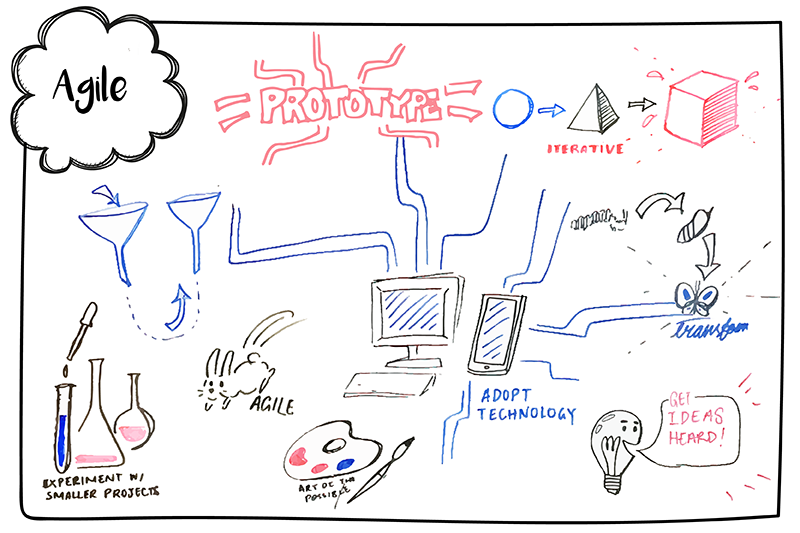 Agile
PROTOTYPE
ITERATIVE
transform
AGILE
ADOPT
TECHNOLOGY
GET
IDEAS
HEARD!
EXPERIMENT W/
SMALLER PROJECTS
ART OF THE
POSSIBLE